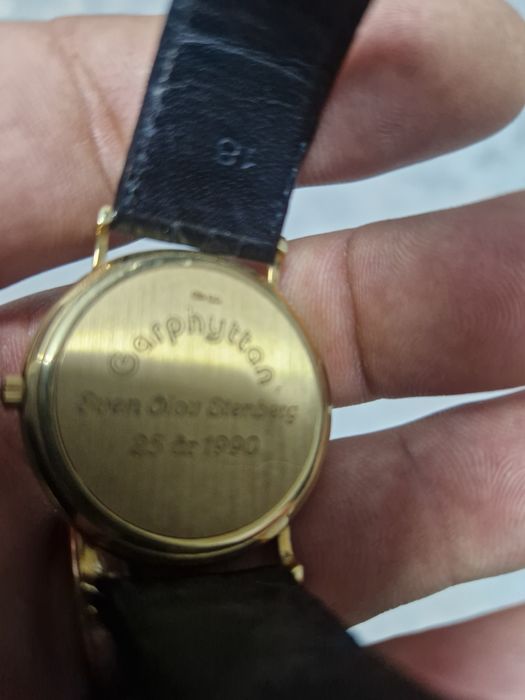 18
Garphyttan
Sven Olov Stenberg
25 år 1990